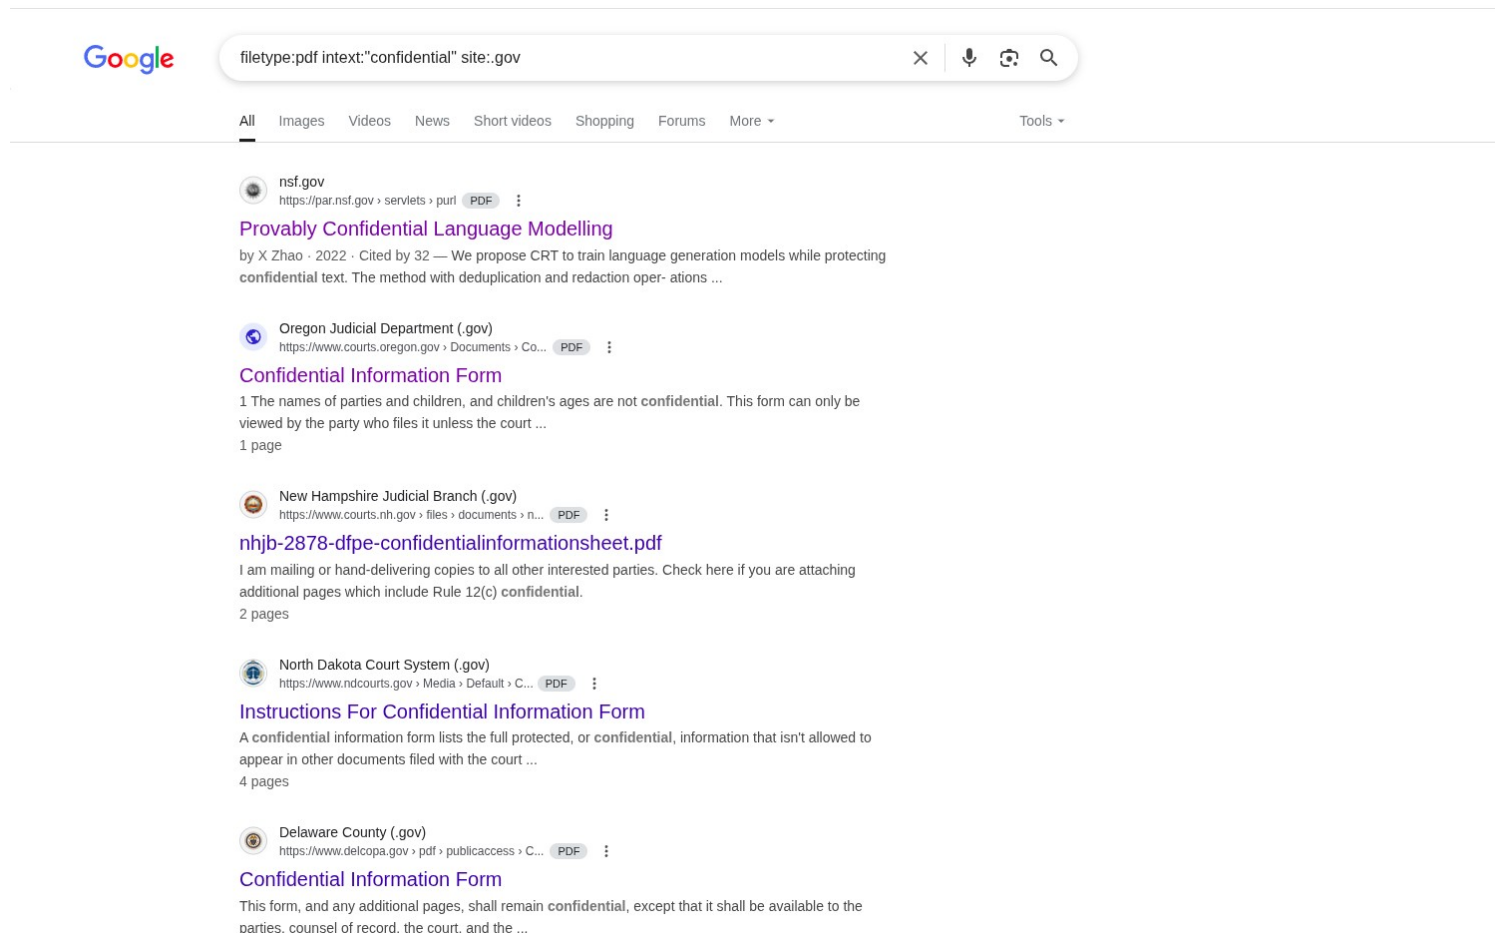 Google
filetype:pdf intext:"confidential" site:.gov
All Images Videos News Short videos Shopping Forums More Tools
nsf.gov
https://par.nsf.gov › servlets › purl PDF
Provably Confidential Language Modelling
by X Zhao · 2022 · Cited by 32 — We propose CRT to train language generation models while protecting
confidential text. The method with deduplication and redaction oper- ations ...
Oregon Judicial Department (.gov)
https://www.courts.oregon.gov › Documents › Co... PDF
Confidential Information Form
1 The names of parties and children, and children's ages are not confidential. This form can only be
viewed by the party who files it unless the court ...
1 page
New Hampshire Judicial Branch (.gov)
https://www.courts.nh.gov › files › documents › n... PDF
nhjb-2878-dfpe-confidentialinformationsheet.pdf
I am mailing or hand-delivering copies to all other interested parties. Check here if you are attaching
additional pages which include Rule 12(c) confidential.
2 pages
North Dakota Court System (.gov)
https://www.ndcourts.gov › Media › Default › C... PDF
Instructions For Confidential Information Form
A confidential information form lists the full protected, or confidential, information that isn't allowed to
appear in other documents filed with the court ...
4 pages
Delaware County (.gov)
https://www.delcopa.gov › pdf › publicaccess › C... PDF
Confidential Information Form
This form, and any additional pages, shall remain confidential, except that it shall be available to the
parties, counsel of record, the court, and the ...